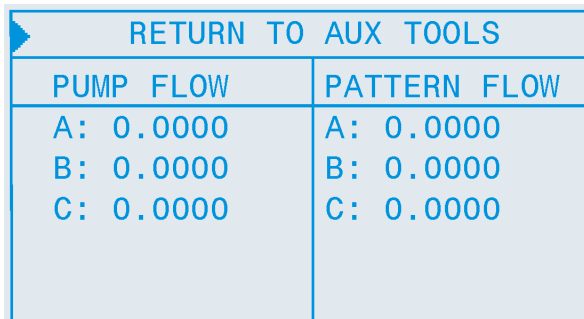 RETURN TO AUX TOOLS
PUMP FLOW
A: 0.0000
B: 0.0000
C: 0.0000
PATTERN FLOW
A: 0.0000
B: 0.0000
C: 0.0000